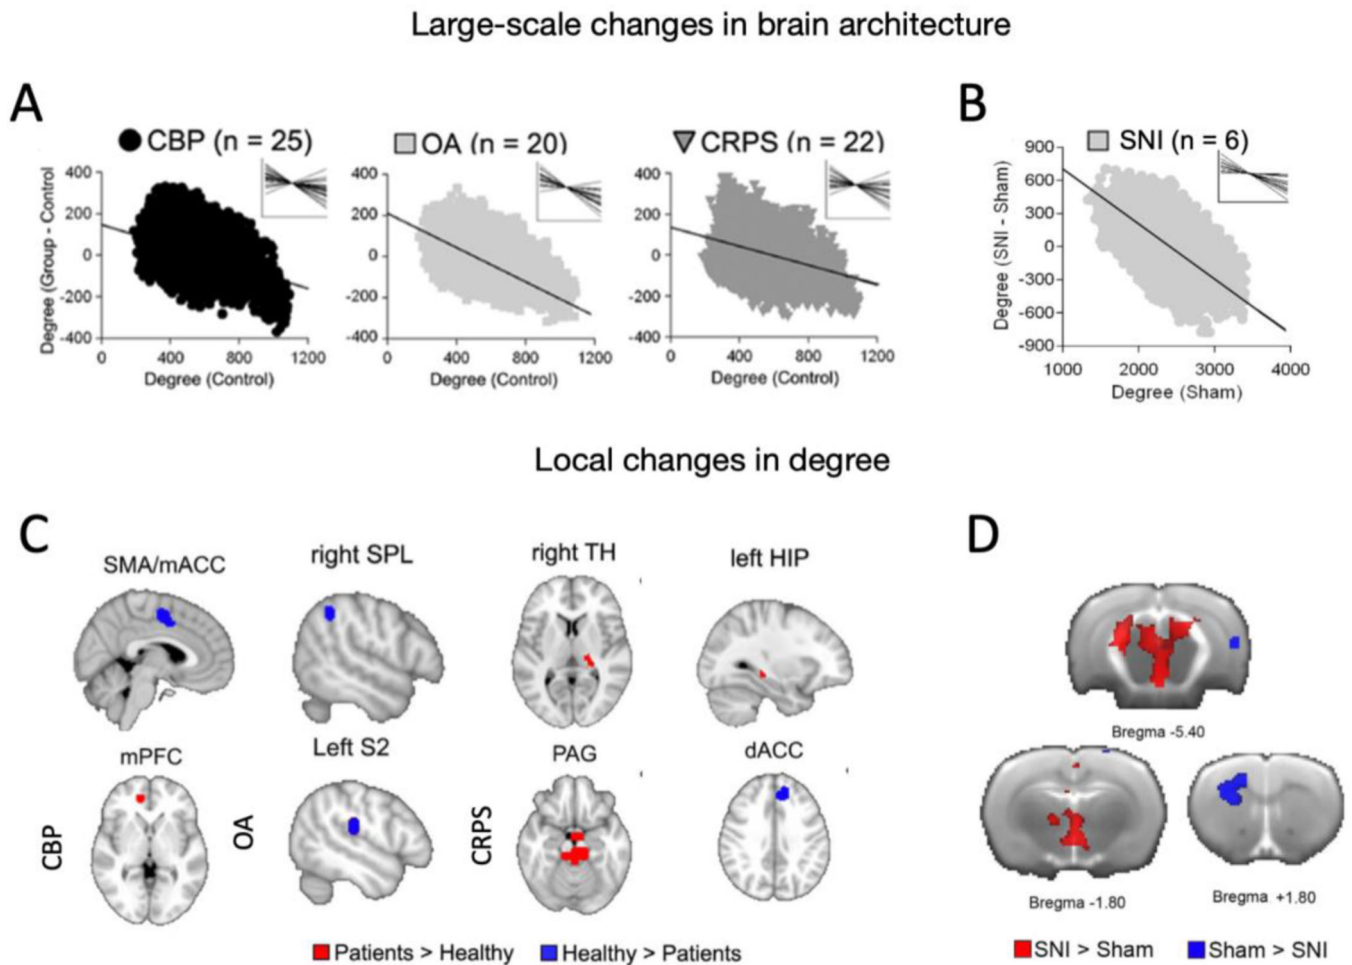 Large-scale changes in brain architecture
A
B
CBP (n = 25)
OA (n = 20)
CRPS (n = 22)
SNI (n = 6)
Degree (Group - Control
400
200
0
-200
-400
0
400
800
1200
Degree (Control)
400
200
0
-200
-400
0
400
800
1200
Degree (Control)
400
200
0
-200
-400
0
400
800
1200
Degree (Control)
Degree (SNI - Sham)
900
600
300
0
-300
-600
-900
1000
2000
3000
4000
Degree (Sham)
Local changes in degree
C
D
SMA/mACC
right SPL
right TH
left HIP
mPFC
Left S2
PAG
dACC
CBP
OA
CRPS
Patients > Healthy
Healthy > Patients
Bregma -5.40
Bregma -1.80
Bregma +1.80
SNI > Sham
Sham > SNI